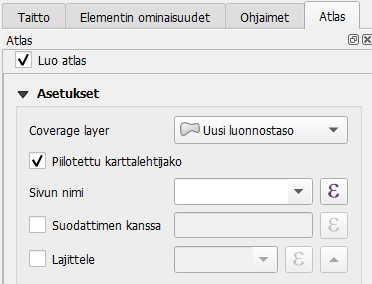 Taitto Elementin ominaisuudet Ohjaimet Atlas
Atlas
Luo atlas
Asetukset
Coverage layer Uusi luonnostaso
Piilotettu karttalehtijako
Sivun nimi ε
Suodattimen kanssa ε
Lajittele ε